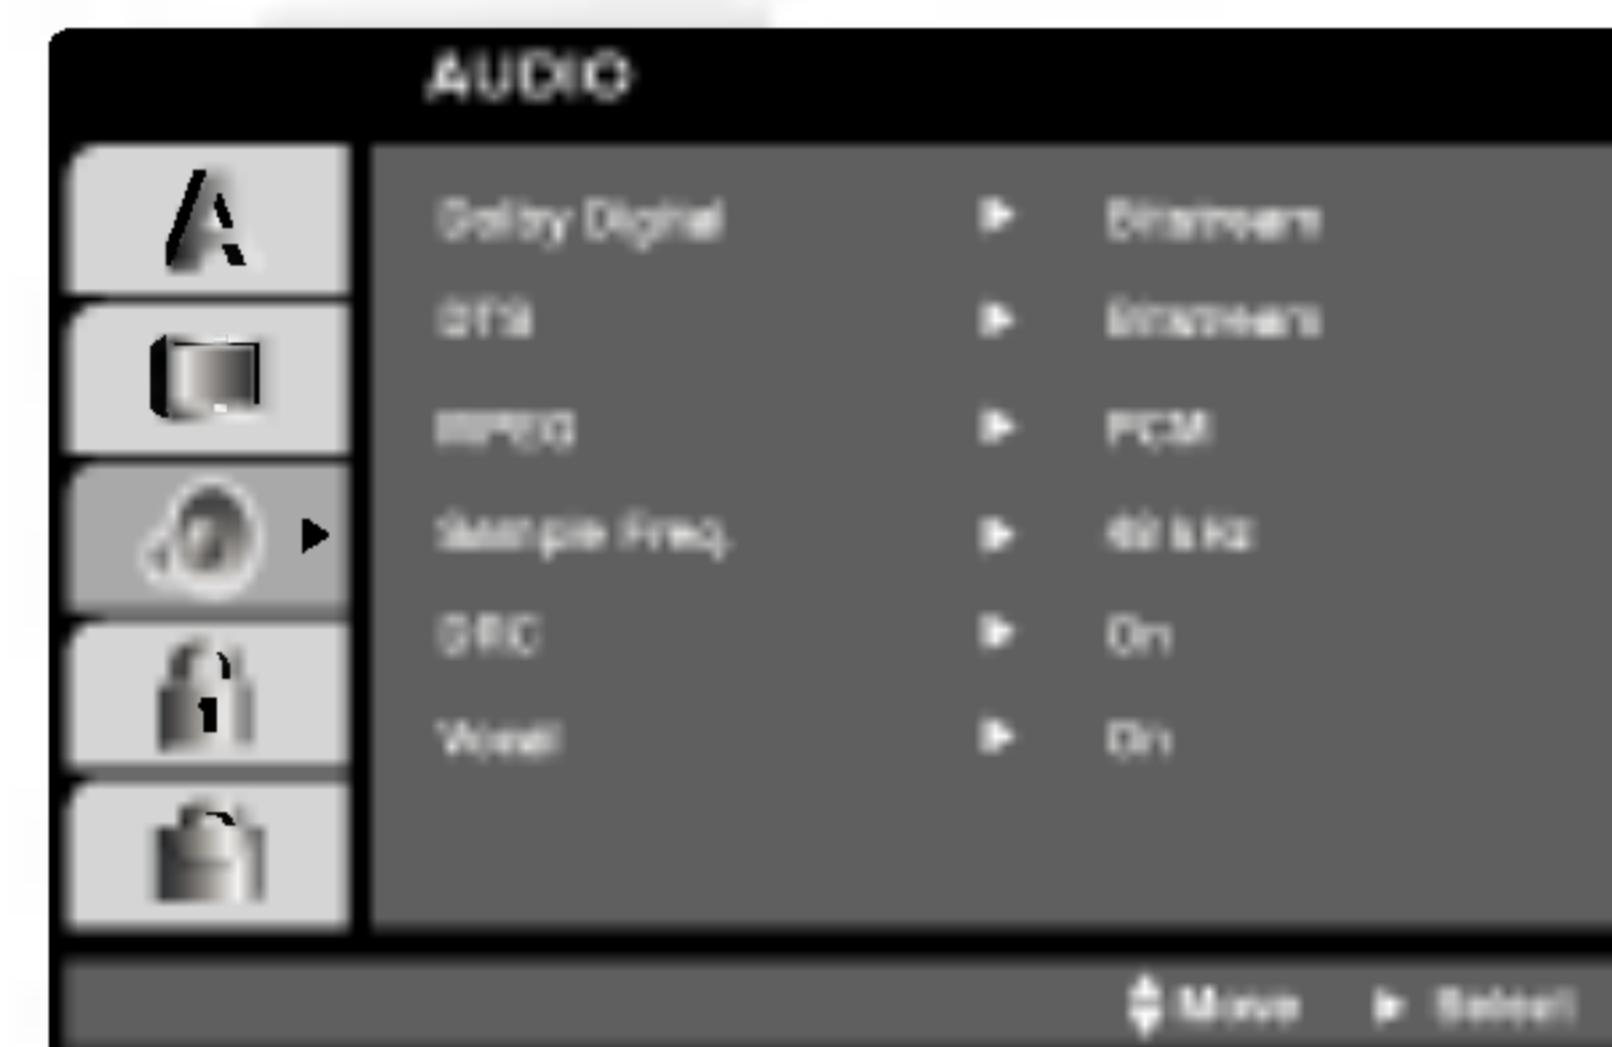 AUDIO
Dolby Digital Bitstream
DTS Bitstream
MPEG PCM
Sample Freq. 48 kHz
DRC On
Vocal On
Move Select